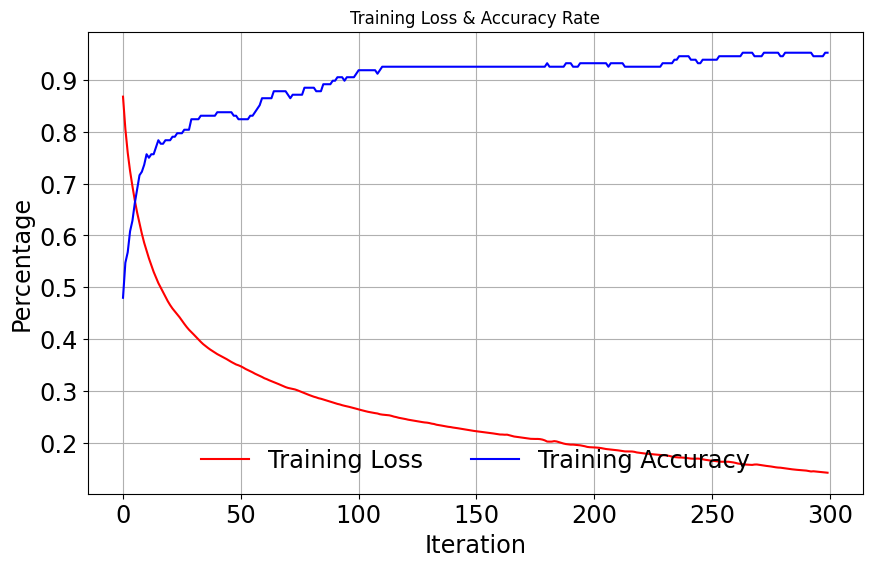 Training Loss & Accuracy Rate
Percentage
0.9
0.8
0.7
0.6
0.5
0.4
0.3
0.2
Training Loss
Training Accuracy
0 50 100 150 200 250 300
Iteration